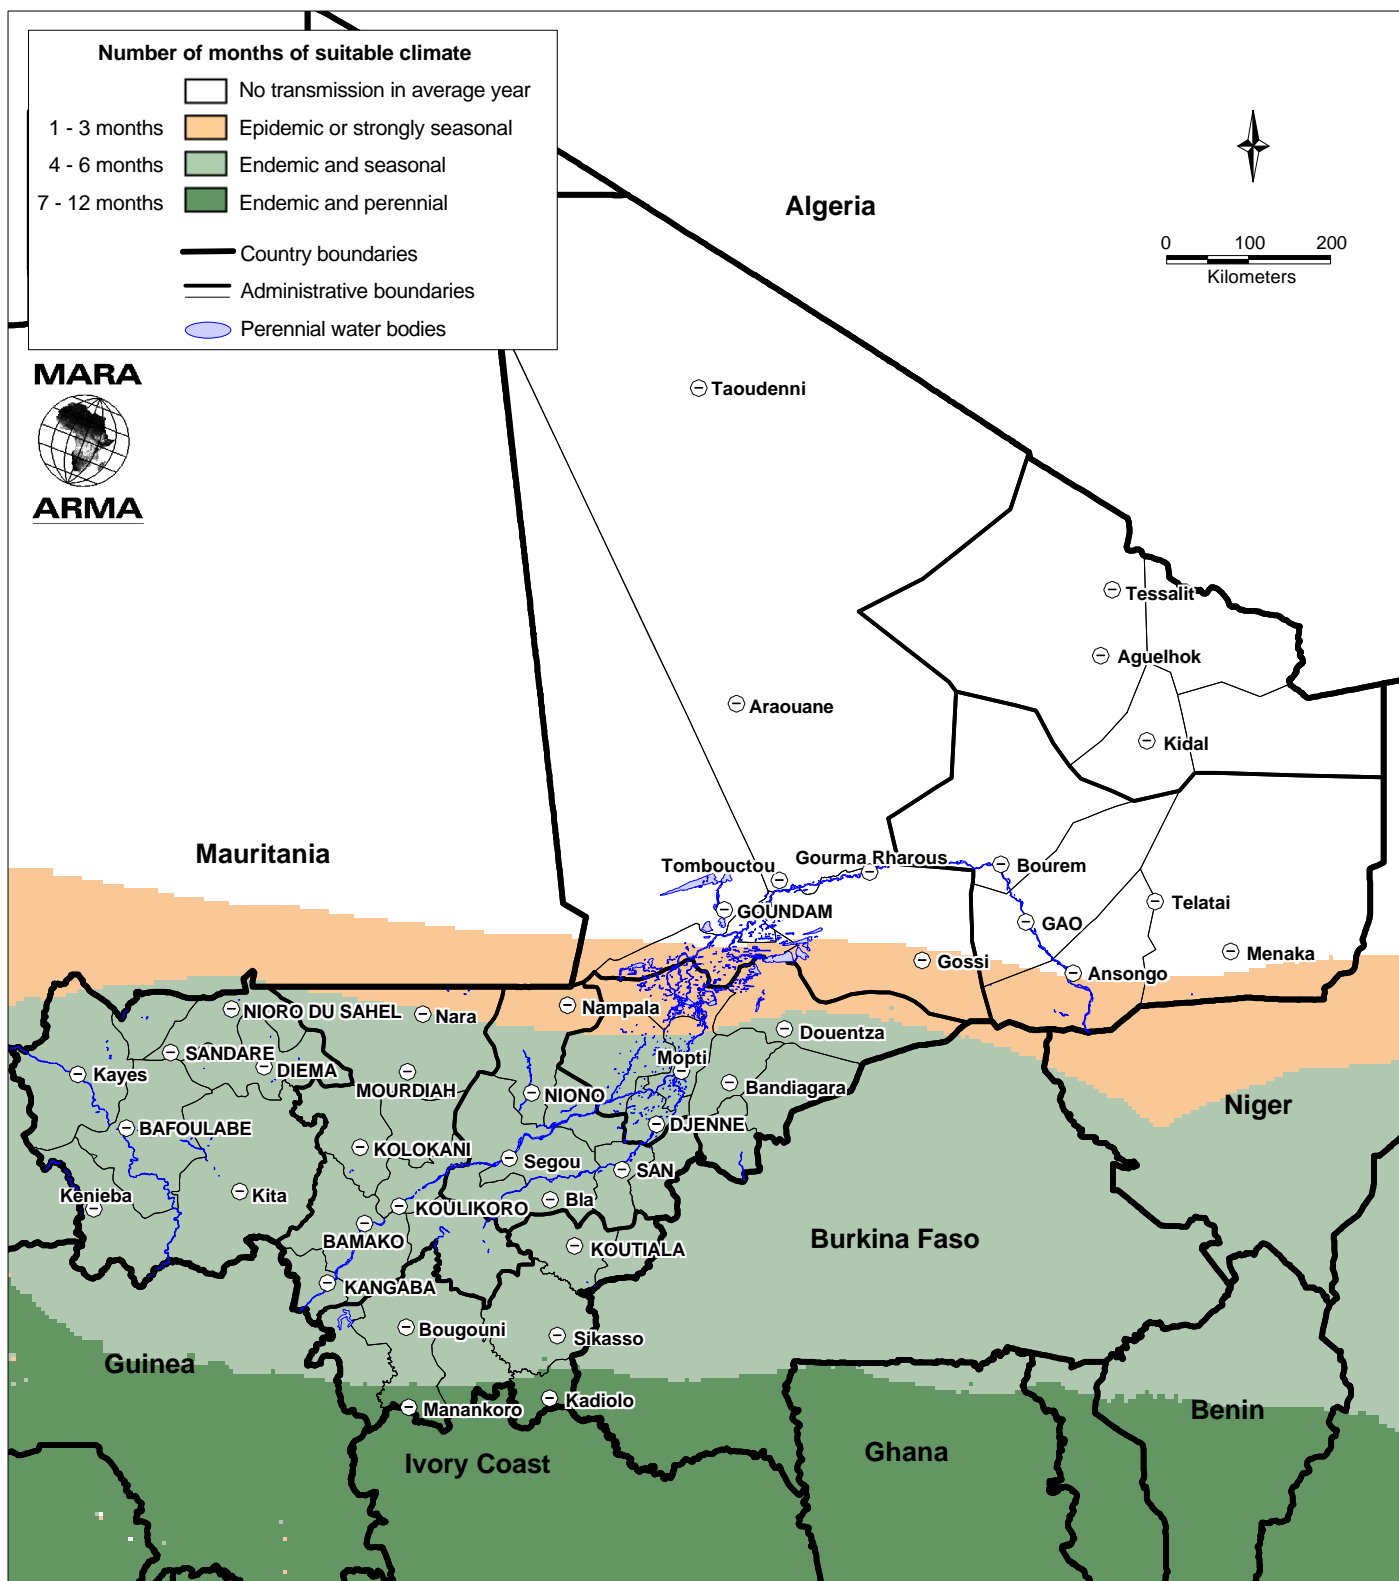 Number of months of suitable climate
No transmission in average year
1 - 3 months Epidemic or strongly seasonal
4 - 6 months Endemic and seasonal
7 - 12 months Endemic and perennial
Country boundaries
Administrative boundaries
Perennial water bodies
Algeria
0 100 200
Kilometers
MARA
ARMA
Taoudenni
Tessalit
Aguelhok
Araouane
Kidal
Mauritania
Tombouctou
Gourma Rharous
Bourem
Telatai
GOUNDAM
GAO
Menaka
Gossi
Ansongo
NIORO DU SAHEL
Nara
Nampala
Douentza
SANDARE
Mopti
Kayes
DIEMA
MOURDIAH
NIONO
Bandiagara
Niger
BAFOULABE
DJENNE
KOLOKANI
Segou
SAN
Kenieba
Kita
KOULIKORO
Bla
BAMAKO
KOUTIALA
Burkina Faso
KANGABA
Bougouni
Sikasso
Guinea
Manankoro
Kadiolo
Benin
Ivory Coast
Ghana